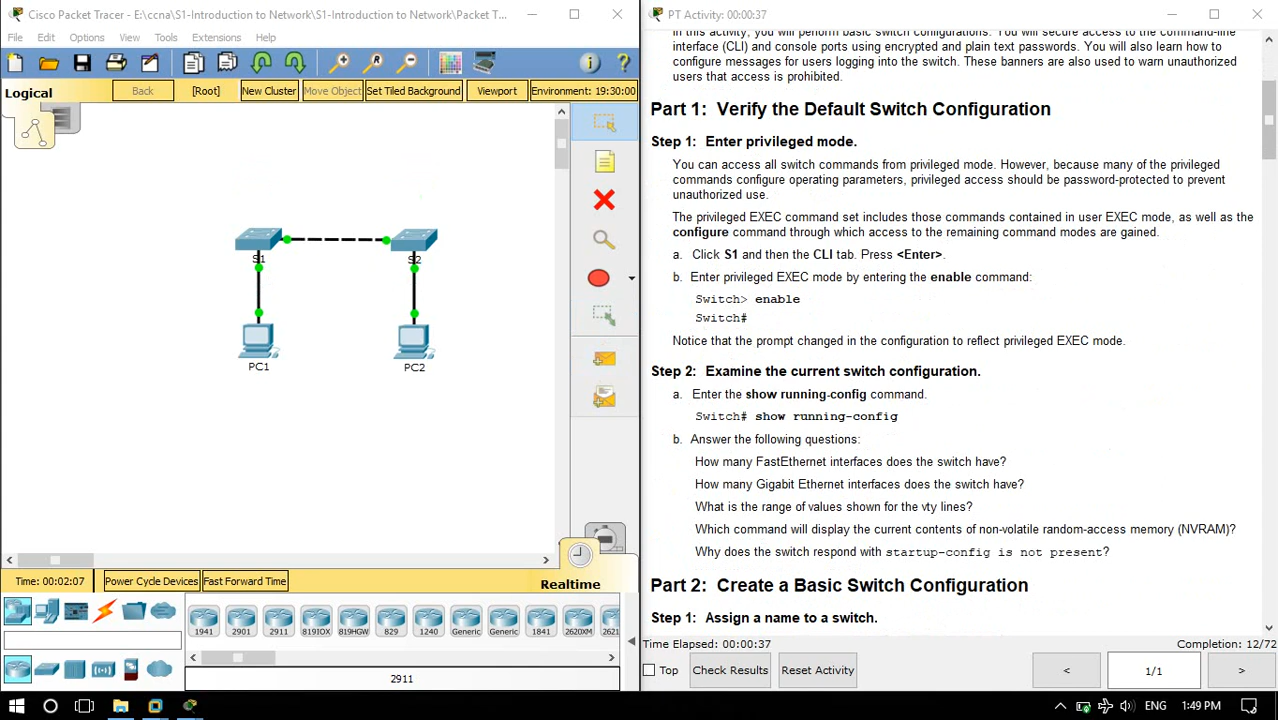 Cisco Packet Tracer - E:\ccna\S1-Introduction to Network\S1-Introduction to Network\Packet T...
File Edit Options View Tools Extensions Help
Logical
Back
[Root]
New Cluster
Move Object
Set Tiled Background
Viewport
Environment: 19:30:00
S1
S2
PC1
PC2
Time: 00:02:07
Power Cycle Devices
Fast Forward Time
Realtime
1941 2901 2911 819IOX 819HGW 829 1240 Generic Generic 1841 2620XM 2621
2911
PT Activity: 00:00:37
In this activity, you will perform basic switch configurations. You will secure access to the command-line
interface (CLI) and console ports using encrypted and plain text passwords. You will also learn how to
configure messages for users logging into the switch. These banners are also used to warn unauthorized
users that access is prohibited.
Part 1: Verify the Default Switch Configuration
Step 1: Enter privileged mode.
You can access all switch commands from privileged mode. However, because many of the privileged
commands configure operating parameters, privileged access should be password-protected to prevent
unauthorized use.
The privileged EXEC command set includes those commands contained in user EXEC mode, as well as the
configure command through which access to the remaining command modes are gained.
a. Click S1 and then the CLI tab. Press <Enter>.
b. Enter privileged EXEC mode by entering the enable command:
Switch> enable
Switch#
Notice that the prompt changed in the configuration to reflect privileged EXEC mode.
Step 2: Examine the current switch configuration.
a. Enter the show running-config command.
Switch# show running-config
b. Answer the following questions:
How many FastEthernet interfaces does the switch have?
How many Gigabit Ethernet interfaces does the switch have?
What is the range of values shown for the vty lines?
Which command will display the current contents of non-volatile random-access memory (NVRAM)?
Why does the switch respond with startup-config is not present?
Part 2: Create a Basic Switch Configuration
Step 1: Assign a name to a switch.
Time Elapsed: 00:00:37
Completion: 12/72
Top
Check Results
Reset Activity
<
1/1
>
ENG
1:49 PM